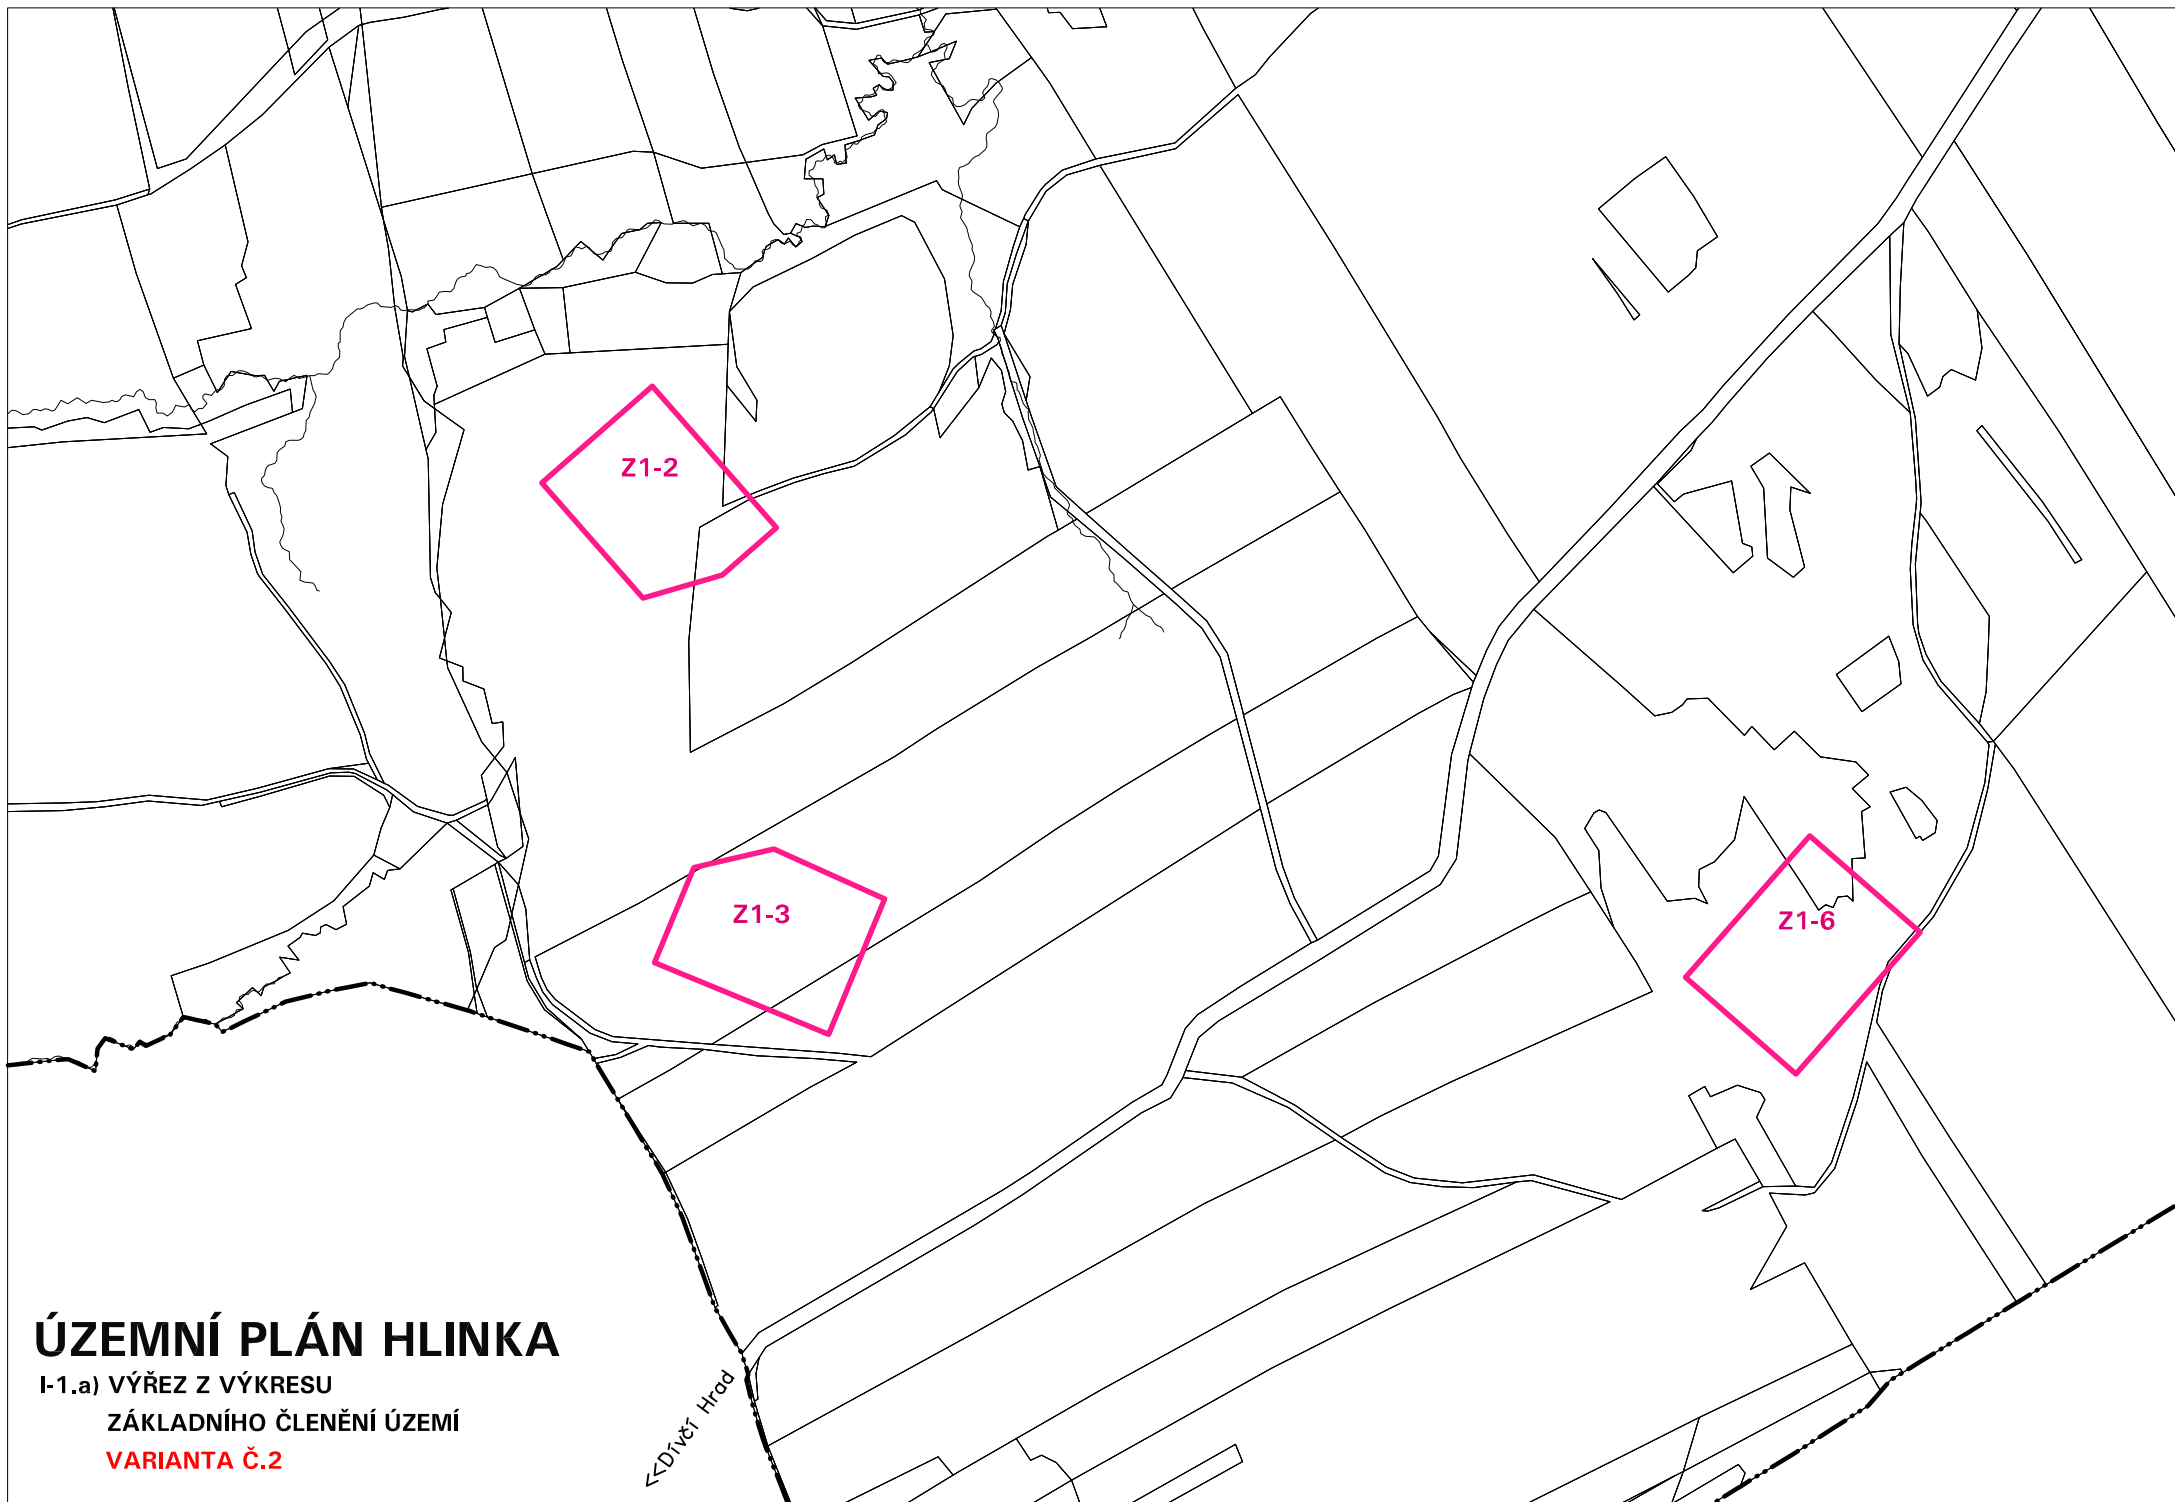 Z1-2
Z1-3
Z1-6
ÚZEMNÍ PLÁN HLINKA
I-1.a) VÝŘEZ Z VÝKRESU
ZÁKLADNÍHO ČLENĚNÍ ÚZEMÍ
VARIANTA Č.2
<<Dívčí Hrad